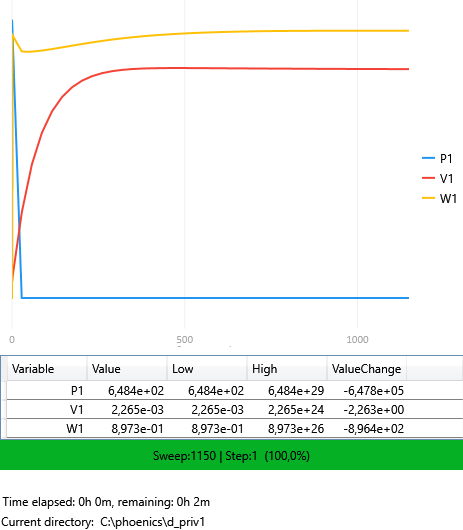 P1
V1
W1
0 500 1000
Variable Value Low High ValueChange
P1 6,484e+02 6,484e+02 6,484e+29 -6,478e+05
V1 2,265e-03 2,265e-03 2,265e+24 -2,263e+00
W1 8,973e-01 8,973e-01 8,973e+26 -8,964e+02
Sweep:1150 | Step:1 (100,0%)
Time elapsed: 0h 0m, remaining: 0h 2m
Current directory: C:\phoenics\d_priv1